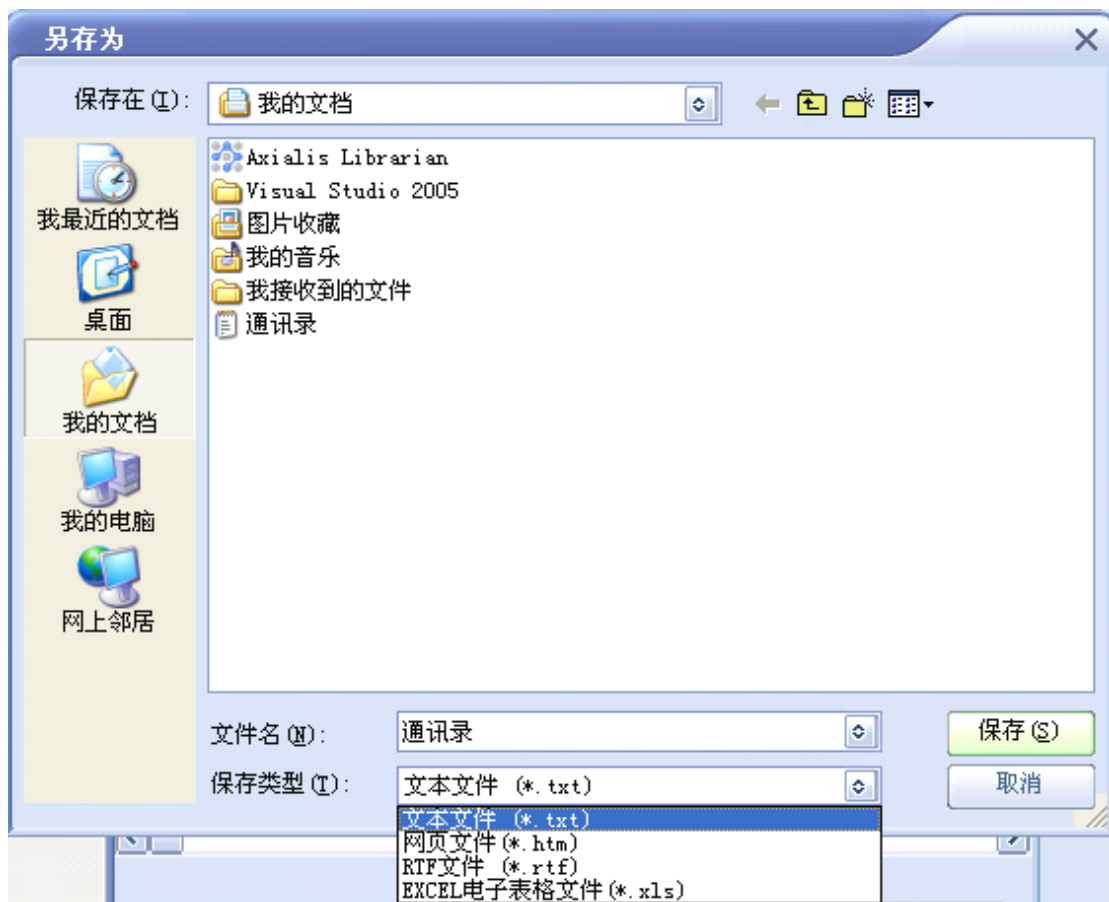 另存为
保存在(I):
我的文档
我最近的文档
桌面
我的文档
我的电脑
网上邻居
Axialis Librarian
Visual Studio 2005
图片收藏
我的音乐
我接收到的文件
通讯录
文件名(N):
通讯录
保存(S)
保存类型(T):
文本文件 (*.txt)
取消
文本文件 (*.txt)
网页文件(*.htm)
RTF文件 (*.rtf)
EXCEL电子表格文件(*.xls)